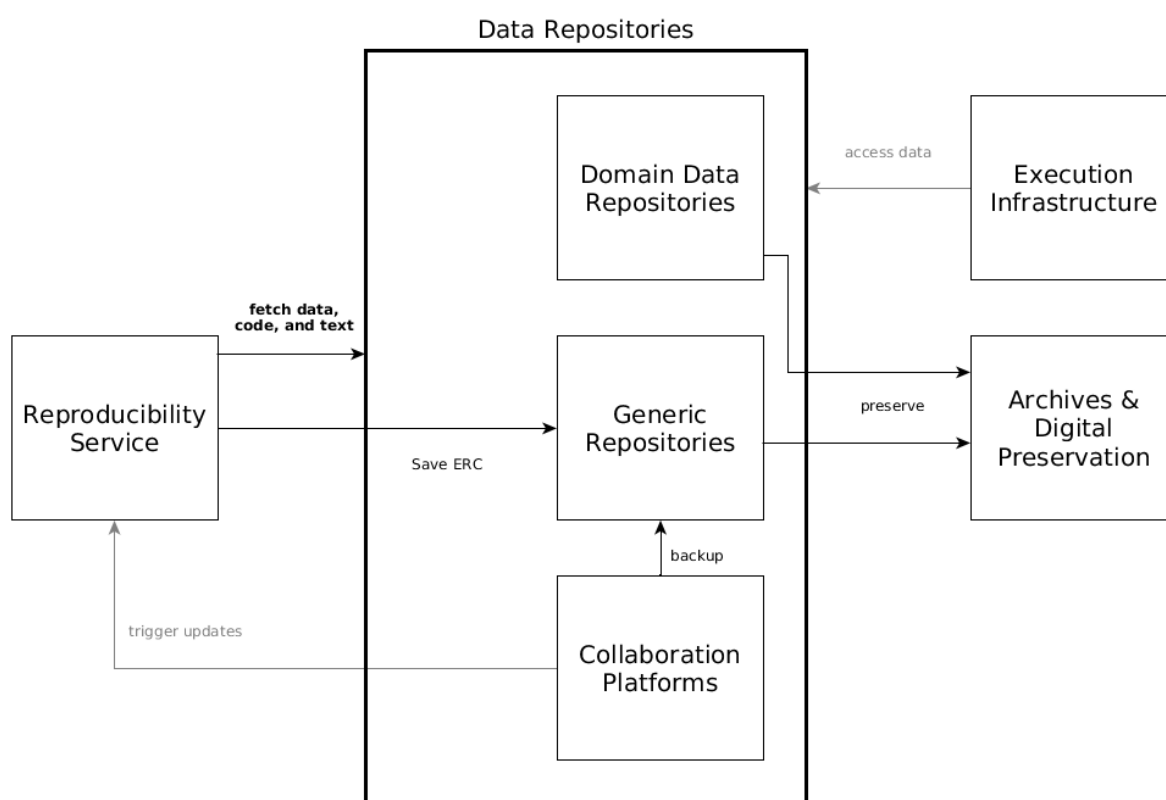 Data Repositories
Domain Data
Repositories
access data
Execution
Infrastructure
fetch data,
code, and text
Reproducibility
Service
Save ERC
Generic
Repositories
preserve
Archives &
Digital
Preservation
backup
trigger updates
Collaboration
Platforms